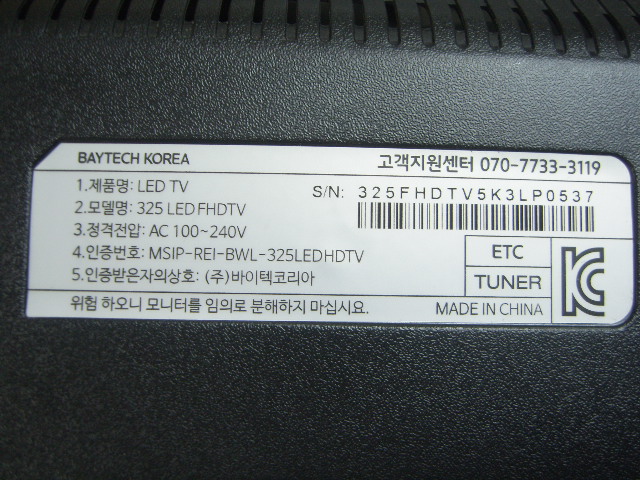 BAYTECH KOREA
고객지원센터 070-7733-3119
1.제품명: LED TV
S/N: 325FHDTV5K3LP0537
2.모델명: 325 LED FHDTV
3.정격전압: AC 100~240V
4.인증번호: MSIP-REI-BWL-325LEDHDTV
5.인증받은자의상호: (주)바이텍코리아
ETC
TUNER
위험 하오니 모니터를 임의로 분해하지 마십시요.
MADE IN CHINA